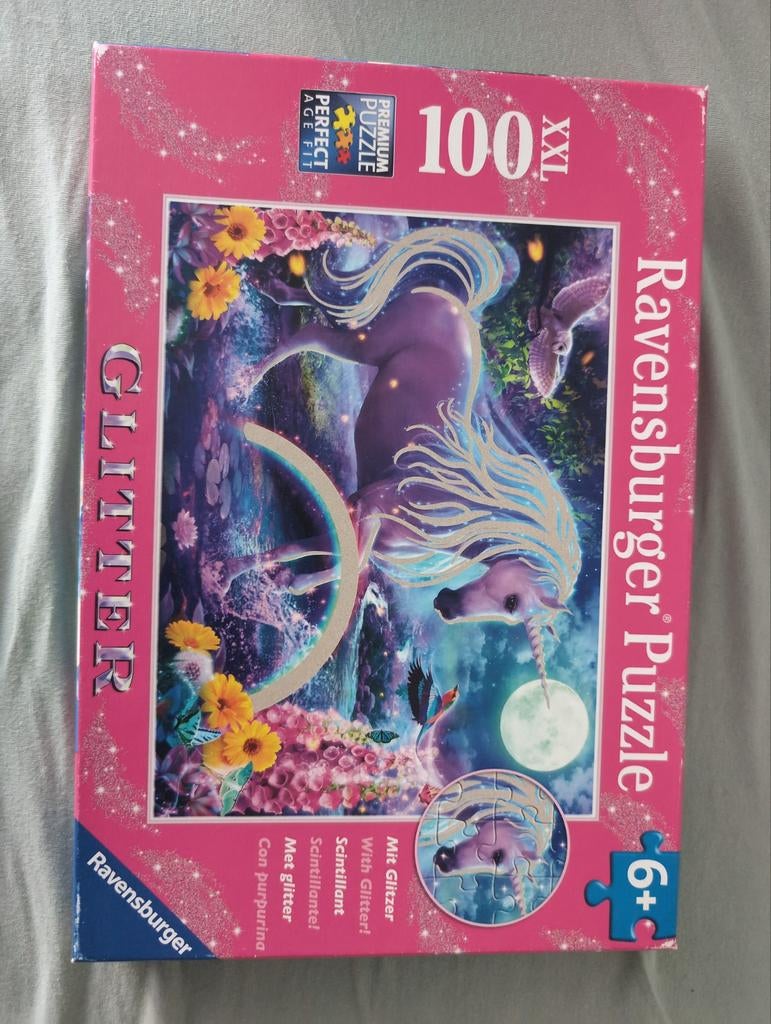 Ravensburger® Puzzle
6+
XXL
100
PREMIUM
PUZZLE
PERFECT
AGE FIT
Mit Glitzer
With Glitter!
Scintillant
Scintillante!
Met glitter
Con purpurina
GLITTER
Ravensburger